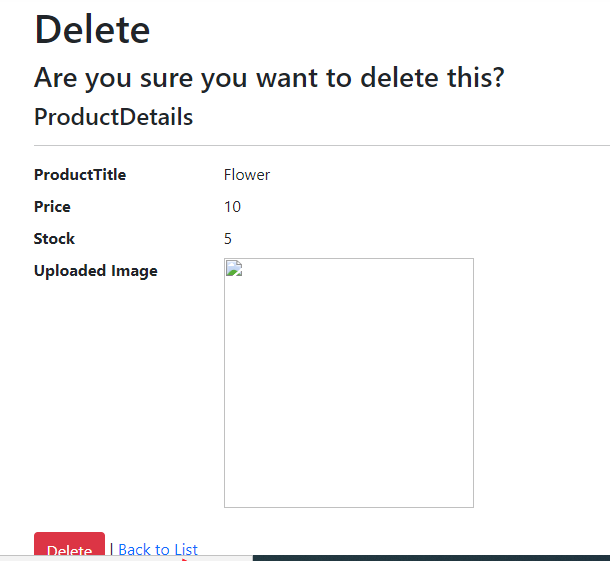 Delete
Are you sure you want to delete this?
ProductDetails
ProductTitle Flower
Price 10
Stock 5
Uploaded Image
Delete | Back to List